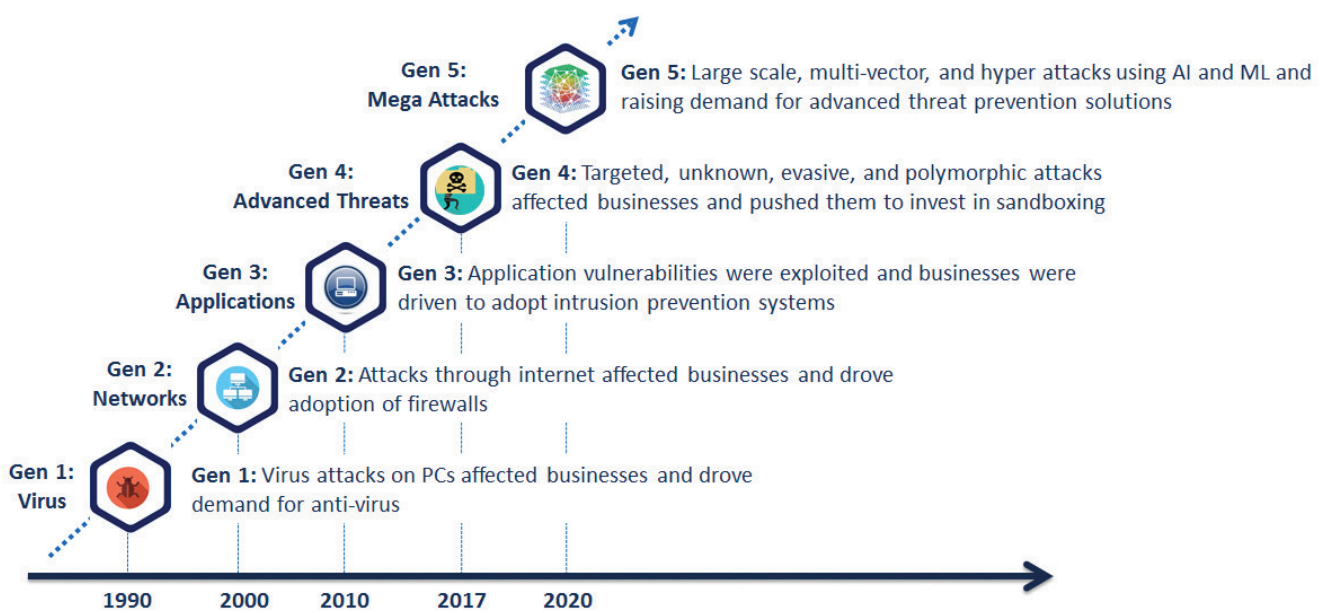 Gen 5:
Mega Attacks
Gen 5: Large scale, multi-vector, and hyper attacks using AI and ML and
raising demand for advanced threat prevention solutions
Gen 4:
Advanced Threats
Gen 4: Targeted, unknown, evasive, and polymorphic attacks
affected businesses and pushed them to invest in sandboxing
Gen 3:
Applications
Gen 3: Application vulnerabilities were exploited and businesses were
driven to adopt intrusion prevention systems
Gen 2:
Networks
Gen 2: Attacks through internet affected businesses and drove
adoption of firewalls
Gen 1:
Virus
Gen 1: Virus attacks on PCs affected businesses and drove
demand for anti-virus
1990 2000 2010 2017 2020